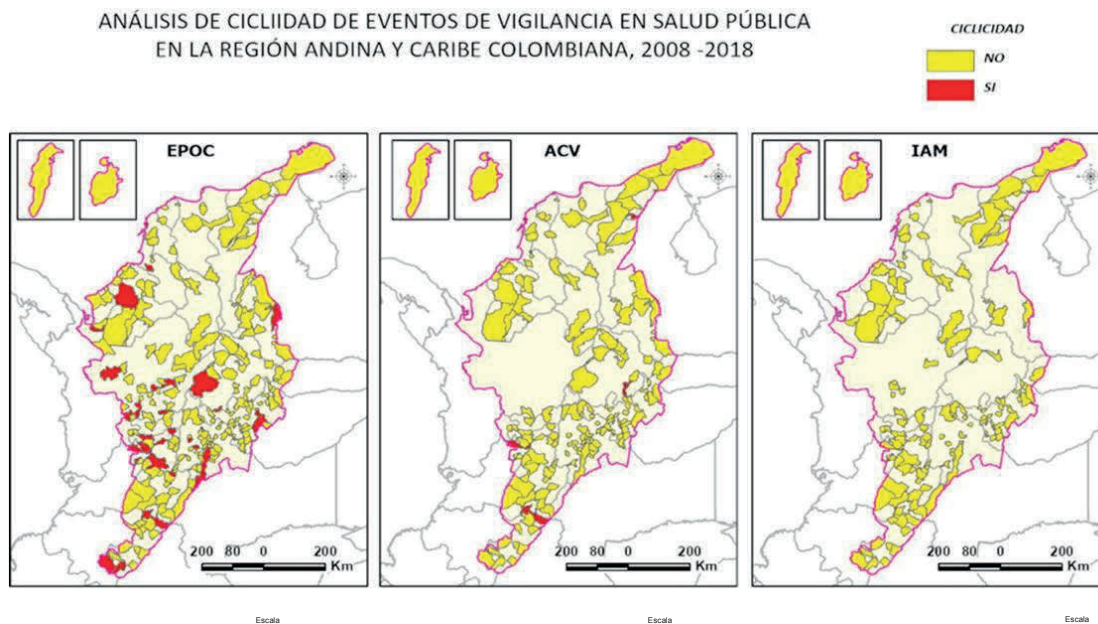 ANÁLISIS DE CICLIIDAD DE EVENTOS DE VIGILANCIA EN SALUD PÚBLICA
EN LA REGIÓN ANDINA Y CARIBE COLOMBIANA, 2008 -2018
CICLICIDAD
NO
SI
EPOC
ACV
IAM
200 80 0 200
Km
200 80 0 200
Km
200 80 0 200
Km
Escala
Escala
Escala